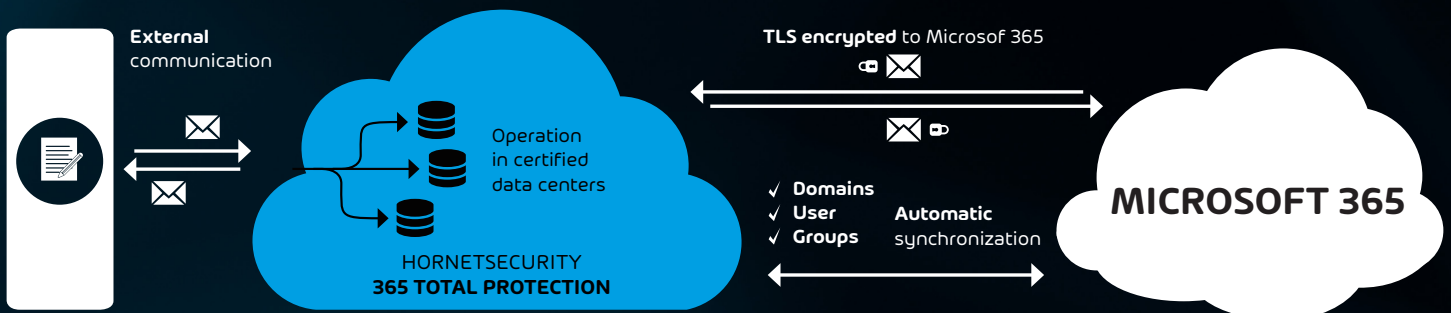 External
communication
Operation
in certified
data centers
HORNETSECURITY
365 TOTAL PROTECTION
TLS encrypted to Microsof 365
✓ Domains
✓ User
✓ Groups
Automatic
synchronization
MICROSOFT 365